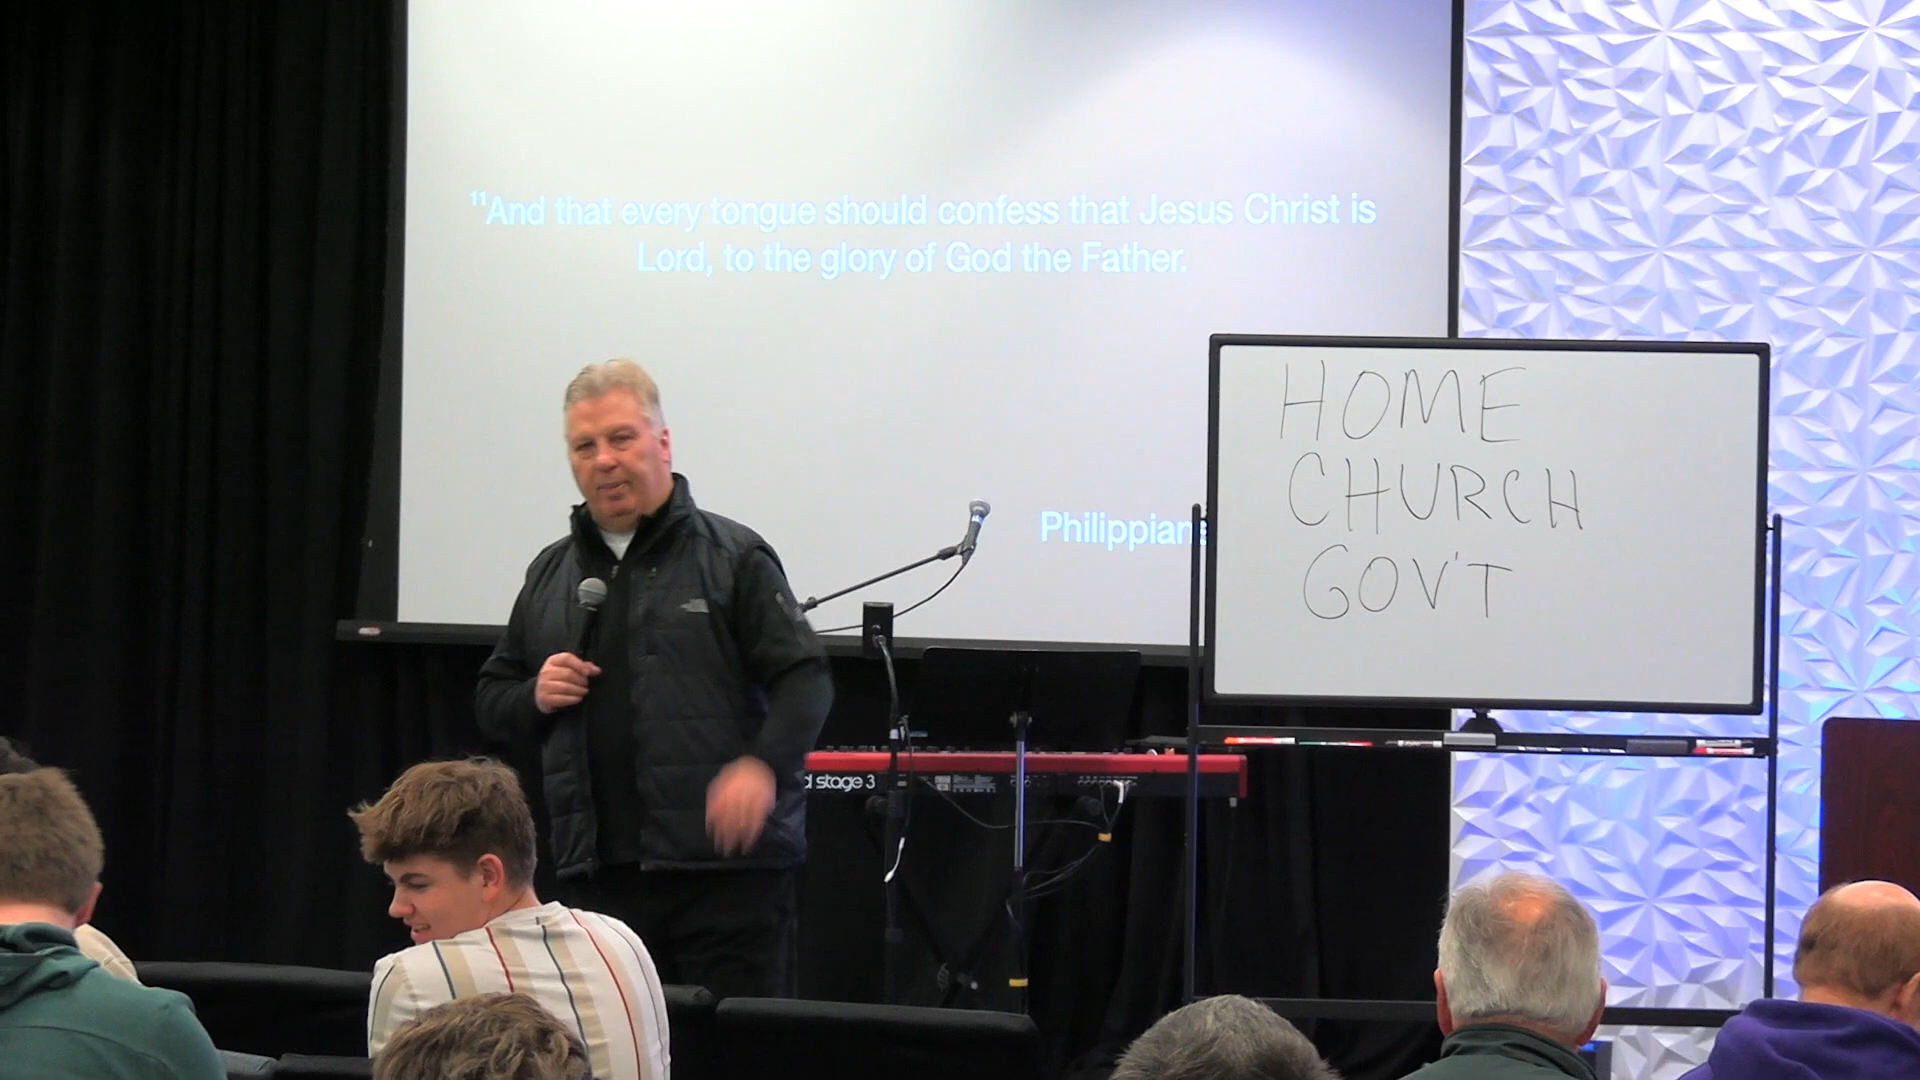 ¹¹And that every tongue should confess that Jesus Christ is
Lord, to the glory of God the Father.
HOME
CHURCH
GOV'T
stage 3